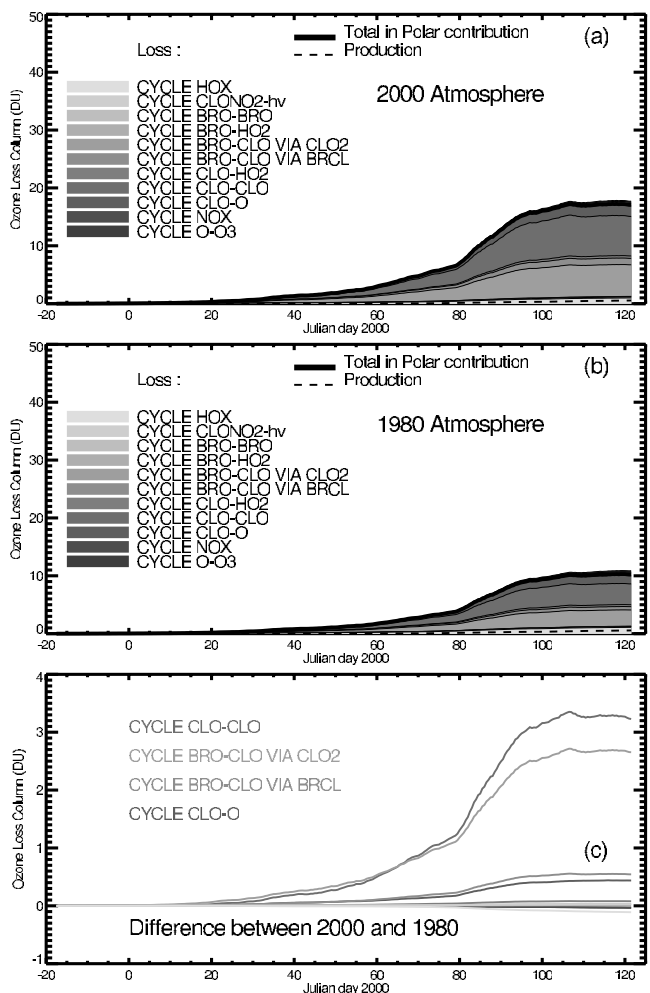 50
Total in Polar contribution
(a)
Loss :
Production
40
CYCLE HOX
2000 Atmosphere
CYCLE CLONO2-hv
CYCLE BRO-BRO
30
CYCLE BRO-HO2
CYCLE BRO-CLO VIA CLO2
CYCLE BRO-CLO VIA BRCL
CYCLE CLO-HO2
20
CYCLE CLO-CLO
CYCLE CLO-O
CYCLE NOX
10
CYCLE O-O3
0
Ozone Loss Column (DU)
-20 0 20 40 60 80 100 120
Julian day 2000
50
Total in Polar contribution
(b)
Loss :
Production
40
CYCLE HOX
1980 Atmosphere
CYCLE CLONO2-hv
CYCLE BRO-BRO
30
CYCLE BRO-HO2
CYCLE BRO-CLO VIA CLO2
CYCLE BRO-CLO VIA BRCL
CYCLE CLO-HO2
20
CYCLE CLO-CLO
CYCLE CLO-O
CYCLE NOX
10
CYCLE O-O3
0
Ozone Loss Column (DU)
-20 0 20 40 60 80 100 120
Julian day 2000
4
CYCLE CLO-CLO
3
CYCLE BRO-CLO VIA CLO2
CYCLE BRO-CLO VIA BRCL
2
CYCLE CLO-O
1
(c)
0
Difference between 2000 and 1980
-1
Ozone Loss Column (DU)
-20 0 20 40 60 80 100 120
Julian day 2000